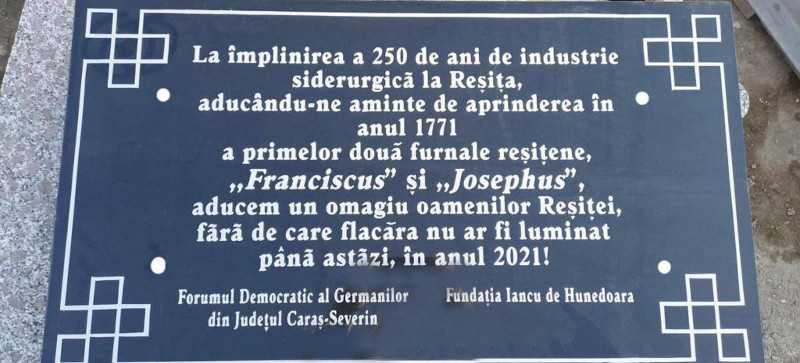 La împlinirea a 250 de ani de industrie
siderurgică la Reșița,
aducându-ne aminte de aprinderea în
anul 1771
a primelor două furnale reșițene,
„Franciscus” și „Josephus”,
aducem un omagiu oamenilor Reșiței,
fără de care flacăra nu ar fi luminat
până astăzi, în anul 2021!
Forumul Democratic al Germanilor
din Județul Caraș-Severin
Fundația Iancu de Hunedoara